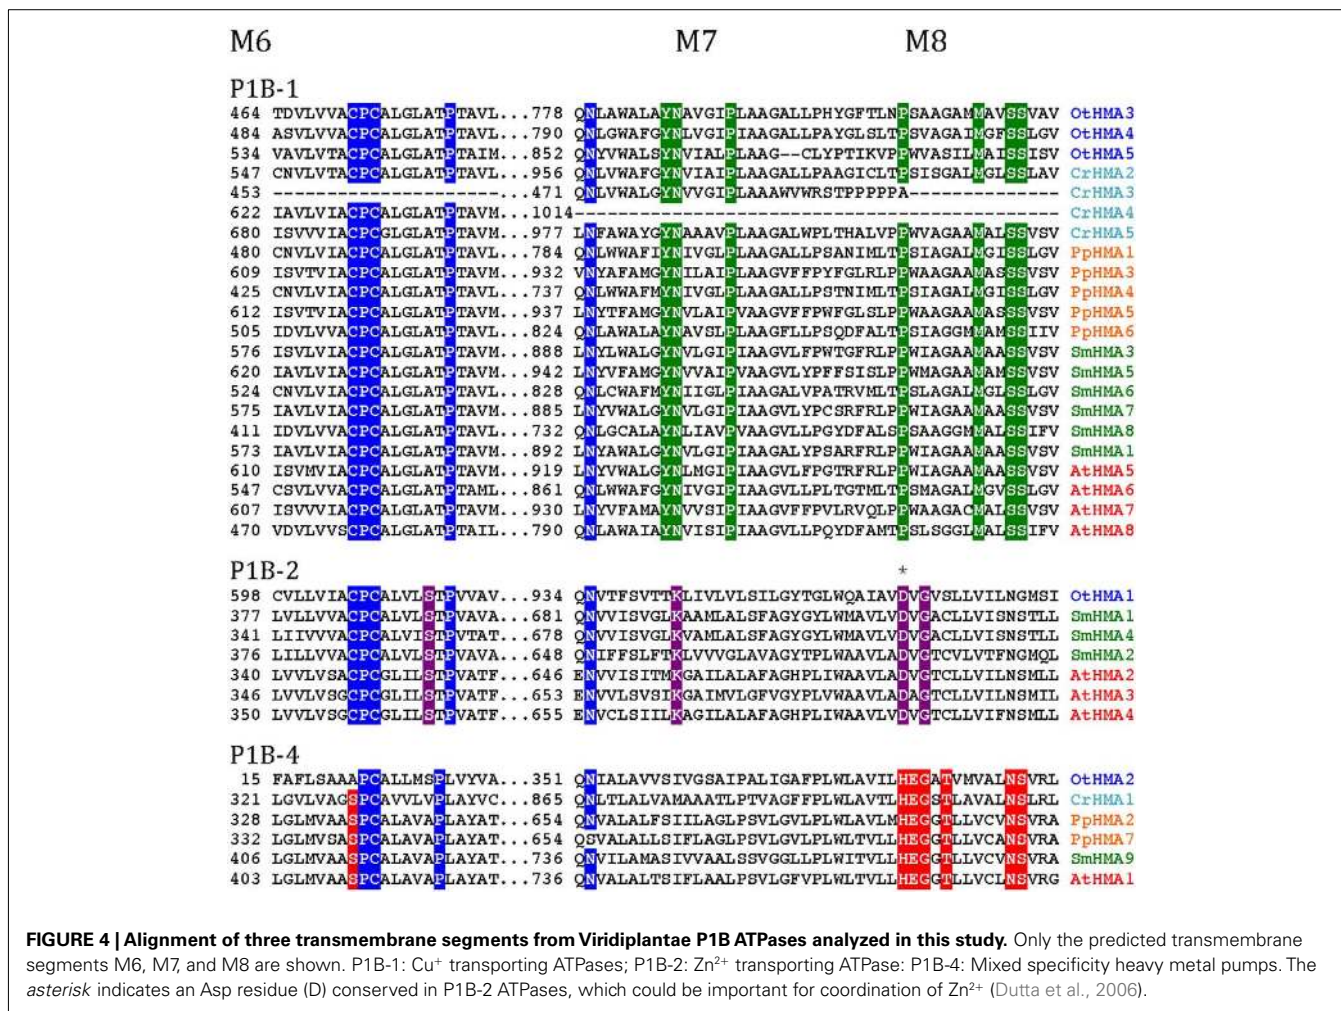 M6 M7 M8
P1B-1
464 TDVLVVACPCALGLATPTAVL...778 QNLAWALAYNAVGIPLAAGALLPHYGFTLNPSAAGAMMAVSSVAV OtHMA3
484 ASVLVVACPCALGLATPTAVL...790 QNLGWAFGYNLVGIPIAAGALLPAYGLSLTPSVAGAIMGFSSLGV OtHMA4
534 VAVLVTACPCALGLATPTAIM...852 QNYVWALSYNVIALPLAAG--CLYPTIKVPPWVASILMAISSISV OtHMA5
547 CNVLVTACPCALGLATPTAVL...956 QNLVWAFGYNVIAIPLAAGALLPAAGICLTPSISGALMGLSSLAV CrHMA2
453 ---------------------...471 QNLVWALGYNVVGIPLAAAWVWRSTPPPPPA-------------- CrHMA3
622 IAVLVIACPCALGLATPTAVM...1014--------------------------------------------- CrHMA4
680 ISVVVIACPCGLGLATPTAVM...977 LNFAWAYGYNAAAVPLAAGALWPLTHALVPPWVAGAAMALSSVSV CrHMA5
480 CNVLVIACPCALGLATPTAVL...784 QNLWWAFIYNIVGLPLAAGALLPSANIMLTPSIAGALMGISSLGV PpHMA1
609 ISVTVIACPCALGLATPTAVM...932 VNYAFAMGYNILAIPLAAGVFFPYFGLRLPPWAAGAAMASSSVSV PpHMA3
425 CNVLVIACPCALGLATPTAVL...737 QNLWWAFMYNIVGLPLAAGALLPSTNIMLTPSIAGALMGISSLGV PpHMA4
612 ISVTVIACPCALGLATPTAVM...937 LNYTFAMGYNVLAIPVAAGVFFPWFGLSLPPWAAGAAMASSSVSV PpHMA5
505 IDVLVVACPCALGLATPTAVL...824 QNLAWALAYNAVSLPLAAGFLLPSQDFALTPSIAGGMMAMSSIIV PpHMA6
576 ISVLVIACPCALGLATPTAVM...888 LNYLWALGYNVLGIPIAAGVLFPWTGFRLPPWIAGAAMAASSVSV SmHMA3
620 ISVLVIACPCALGLATPTAVM...942 LNYVFAMGYNVVAIPVAAGVLYPFFSISLPPWMAGAAMAMSSVSV SmHMA5
524 CNVLVIACPCALGLATPTAVL...828 QNLCWAFMYNIIGLPIAAGALVPATRVMLTPSLAGALMGLSSLGV SmHMA6
575 IAVLVIACPCALGLATPTAVM...885 LNYVWALGYNVLGIPIAAGVLYPCSRFRLPPWIAGAAMAASSVSV SmHMA7
411 IDVLVVACPCALGLATPTAVL...732 QNLGCALAYNLIAVPVAAGVLLPGYDFALSPSAAGGMMALSSIFV SmHMA8
573 IAVLVIACPCALGLATPTAVM...892 LNYAWALGYNVLGIPIAAGALYPSARFRLPPWIAGAAMAASSVSV SmHMA1
610 ISVMVIACPCALGLATPTAVM...919 LNYVWALGYNLMGIPIAAGVLFPGTRFRLPPWIAGAAMAASSVSV AtHMA5
547 CSVLVVACPCALGLATPTAML...861 QNLWWAFGYNIVGIPIAAGVLLPLTGTMLTPSMAGALMGVSSLGV AtHMA6
607 ISVVVIACPCALGLATPTAVM...930 LNYVFAMAYNVVSIPIAAGVFFPVLRVQLPPWAAGACMALSSVSV AtHMA7
470 VDVLVVSCPCALGLATPTAIL...790 QNLAWAIAYNVISIPIAAGVLLPQYDFAMTPSLSGGLMALSSIFV AtHMA8
P1B-2 *
598 CVLLVIACPCALVLSTPVVAV...934 QNVTFSVTTKLIVLVLSILGYTGLWQAIAVDVGVSLLVILNGMSI OtHMA1
377 LVLLVVACPCALVLSTPVAVA...681 QNVVISVGLKAAMLALSFAGYGYLWMAVLVDVGACLLVISNSTLL SmHMA1
341 LIIVVVACPCALVISTPVTAT...678 QNVVISVGLKVAMLALSFAGYGYLWMAVLVDVGACLLVISNSTLL SmHMA4
376 LILLVVACPCALVLSTPVAVA...648 QNIFFSLFTKLVVVGLAVAGYTPLWAAVLADVGTCVLVTFNGMQL SmHMA2
340 LVVLVSACPCGLILSTPVATF...646 ENVVISITMKGAILALAFAGHPLIWAAVLADVGTCLLVILNSMLL AtHMA2
346 LVVLVSGCPCGLILSTPVATF...653 ENVVLSVSIKGAIMVLGFVGYPLVWAAVLADAGTCLLVILNSMIL AtHMA3
350 LVVLVSGCPCGLILSTPVATF...655 ENVCLSIILKAGILALAFAGHPLIWAAVLVDVGTCLLVIFNSMLL AtHMA4
P1B-4
15 FAFLSAAAPCALLMSPLVYVA...351 QNIALAVVSIVGSAIPALIGAFPLWLAVILHEGATVMVALNSVRL OtHMA2
321 LGVLVAGSPCAVVLVPLAYVC...865 QNLTLALVAMAAATLPTVAGFFPLWLAVTLHEGSTLAVALNSLRL CrHMA1
328 LGLMVAASPCALAVAPLAYAT...654 QNVALALFSIILAGLPSVLGVLPLWLAVLMHEGGTLLVCVNSVRA PpHMA2
332 LGLMVSASPCALAVAPLAYAT...654 QSVALALLSIFLAGLPSVLGVLPLWLTVLLHEGGTLLVCANSVRA PpHMA7
406 LGLMVAASPCALAVAPLAYAT...736 QNVILAMASIVVAALSSVGGLLPLWITVLLHEGGTLLVCVNSVRA SmHMA9
403 LGLMVAASPCALAVAPLAYAT...736 QNVALALTSIFLAALPSVLGFVPLWLTVLLHEGGTLLVCLNSVRG AtHMA1
FIGURE 4 | Alignment of three transmembrane segments from Viridiplantae P1B ATPases analyzed in this study. Only the predicted transmembrane
segments M6, M7, and M8 are shown. P1B-1: Cu⁺ transporting ATPases; P1B-2: Zn²⁺ transporting ATPase: P1B-4: Mixed specificity heavy metal pumps. The
asterisk indicates an Asp residue (D) conserved in P1B-2 ATPases, which could be important for coordination of Zn²⁺ (Dutta et al., 2006).